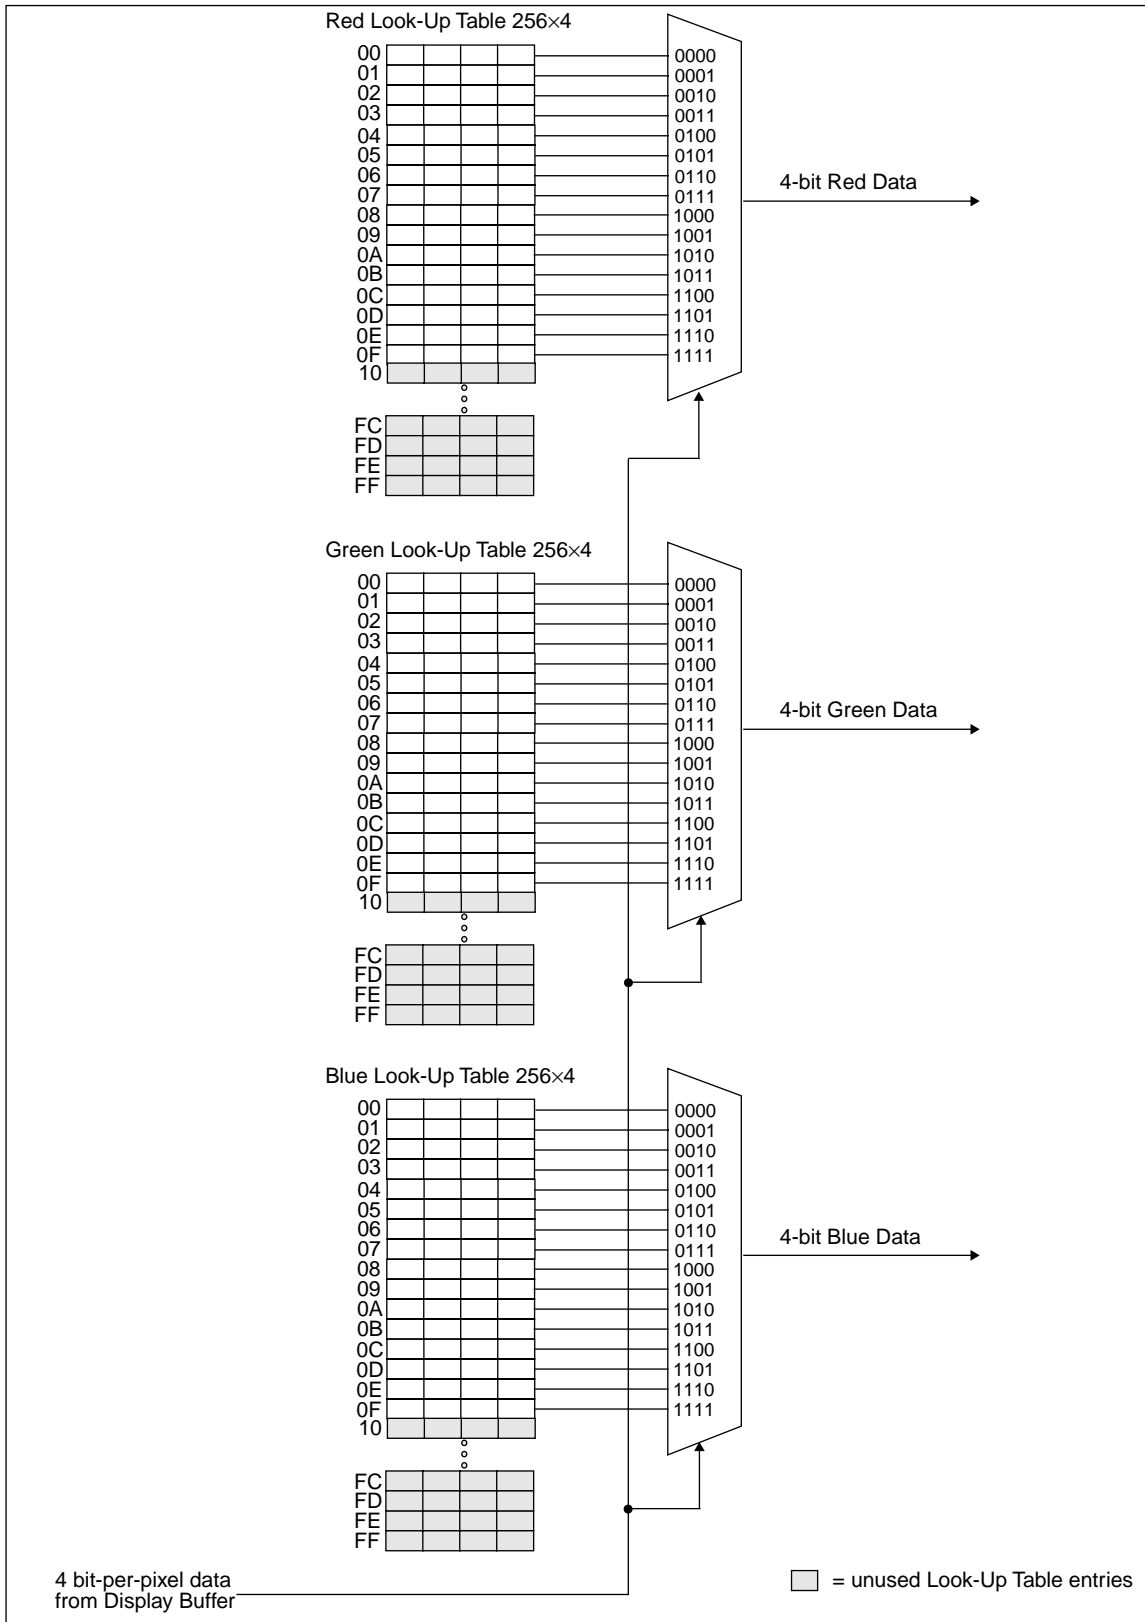 Red Look-Up Table 256×4
00 0000
01 0001
02 0010
03 0011
04 0100
05 0101
06 0110
07 0111
4-bit Red Data
08 1000
09 1001
0A 1010
0B 1011
0C 1100
0D 1101
0E 1110
0F 1111
10
FC
FD
FE
FF
Green Look-Up Table 256×4
00 0000
01 0001
02 0010
03 0011
04 0100
05 0101
06 0110
07 0111
4-bit Green Data
08 1000
09 1001
0A 1010
0B 1011
0C 1100
0D 1101
0E 1110
0F 1111
10
FC
FD
FE
FF
Blue Look-Up Table 256×4
00 0000
01 0001
02 0010
03 0011
04 0100
05 0101
06 0110
07 0111
4-bit Blue Data
08 1000
09 1001
0A 1010
0B 1011
0C 1100
0D 1101
0E 1110
0F 1111
10
FC
FD
FE
FF
4 bit-per-pixel data
from Display Buffer
= unused Look-Up Table entries